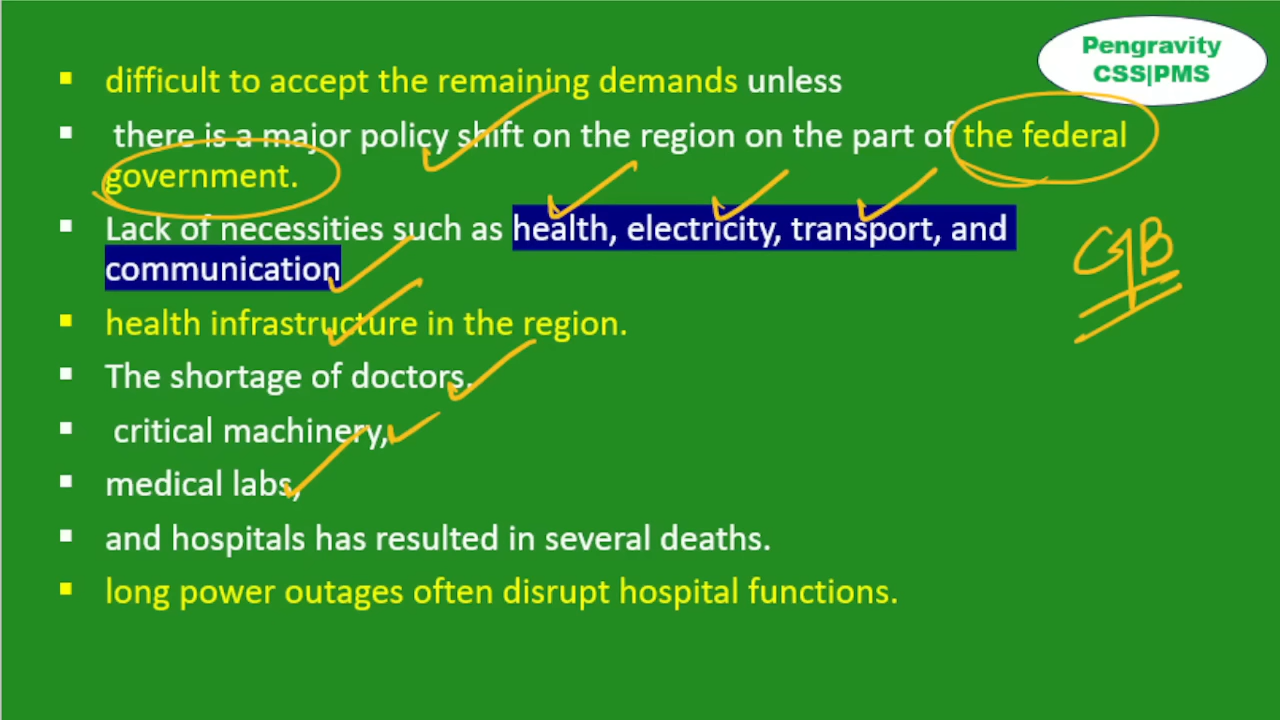 Pengravity
CSS|PMS
difficult to accept the remaining demands unless
there is a major policy shift on the region on the part of the federal
government.
Lack of necessities such as health, electricity, transport, and
communication
GB
health infrastructure in the region.
The shortage of doctors.
critical machinery,
medical labs,
and hospitals has resulted in several deaths.
long power outages often disrupt hospital functions.